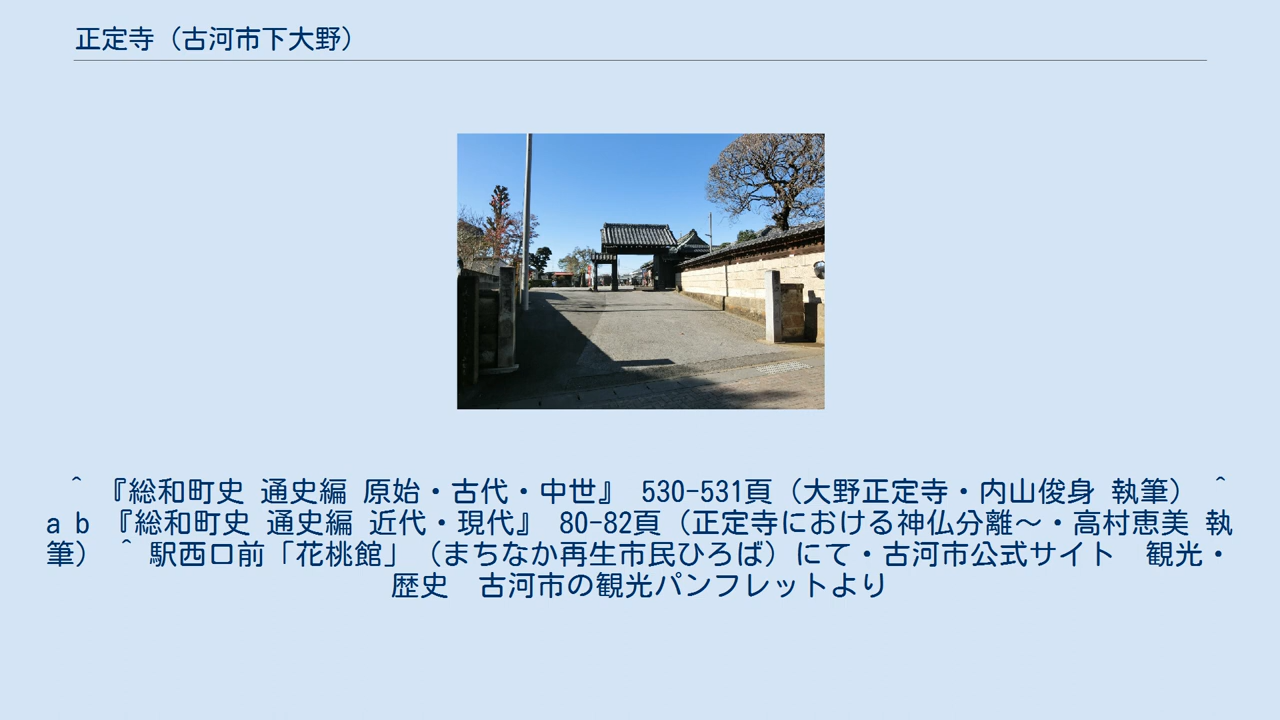 正定寺（古河市下大野）
^ 『総和町史 通史編 原始・古代・中世』 530-531頁（大野正定寺・内山俊身 執筆） ^
a b 『総和町史 通史編 近代・現代』 80-82頁（正定寺における神仏分離～・高村恵美 執
筆） ^ 駅西口前「花桃館」（まちなか再生市民ひろば）にて・古河市公式サイト　観光・
歴史　古河市の観光パンフレットより